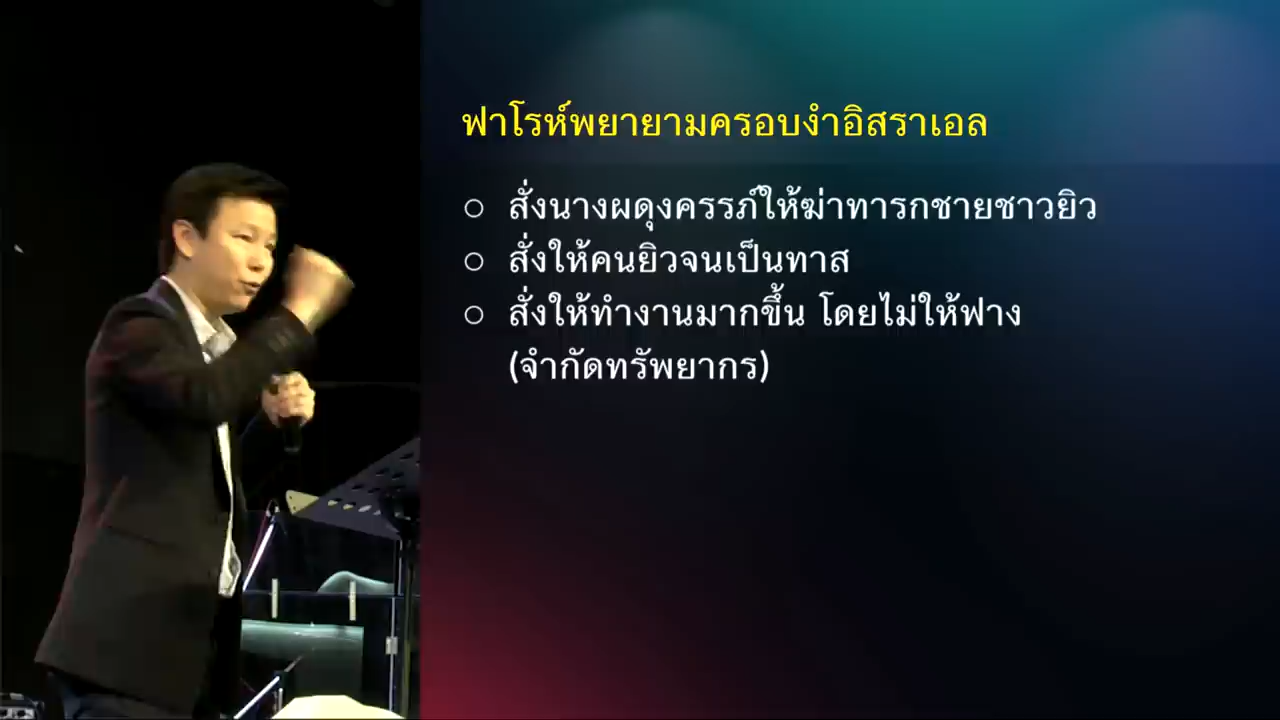 ฟาโรห์พยายามครอบงำอิสราเอล
○ สั่งนางผดุงครรภ์ให้ฆ่าทารกชายชาวยิว
○ สั่งให้คนยิวจนเป็นทาส
○ สั่งให้ทำงานมากขึ้น โดยไม่ให้ฟาง
(จำกัดทรัพยากร)